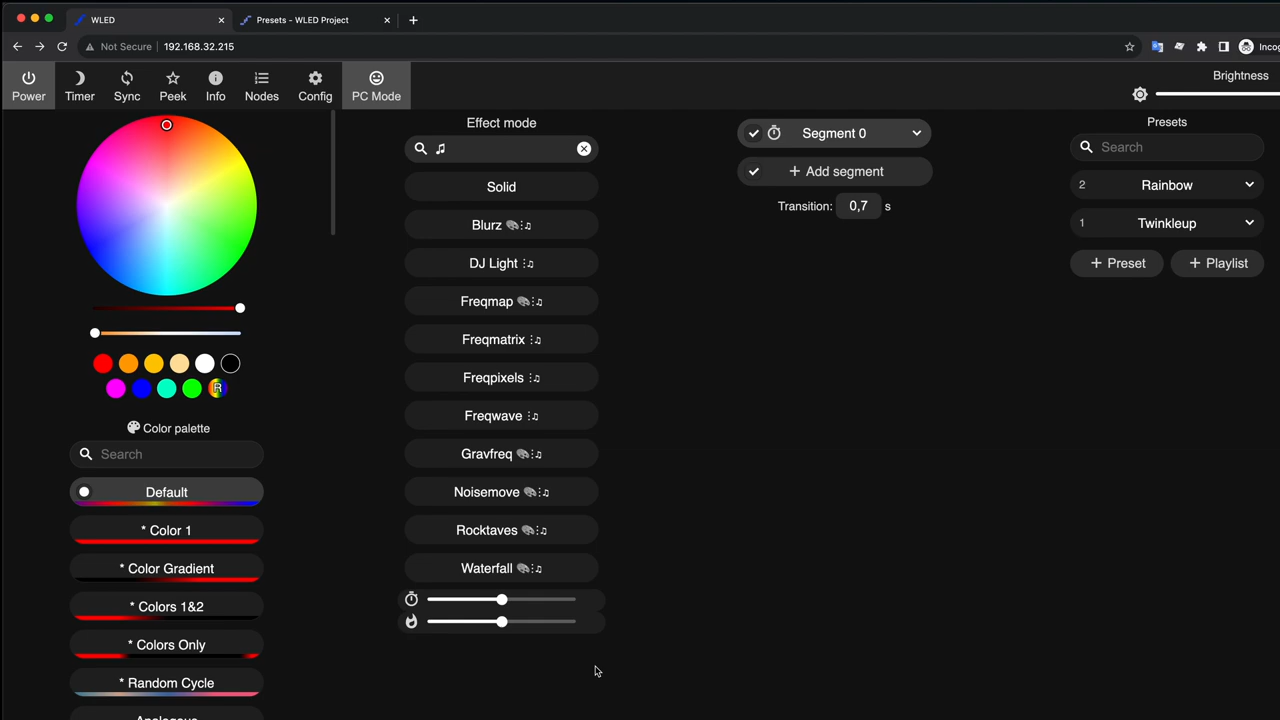 WLED
Presets - WLED Project
Not Secure
192.168.32.215
Incog
Power
Timer
Sync
Peek
Info
Nodes
Config
PC Mode
Brightness
R
Color palette
Search
Default
* Color 1
* Color Gradient
* Colors 1&2
* Colors Only
* Random Cycle
Analogous
Effect mode
♫
Solid
Blurz 🎨⋮♫
DJ Light ⋮♫
Freqmap 🎨⋮♫
Freqmatrix ⋮♫
Freqpixels ⋮♫
Freqwave ⋮♫
Gravfreq 🎨⋮♫
Noisemove 🎨⋮♫
Rocktaves 🎨⋮♫
Waterfall 🎨⋮♫
Segment 0
+ Add segment
Transition: 0,7 s
Presets
Search
2 Rainbow
1 Twinkleup
+ Preset
+ Playlist